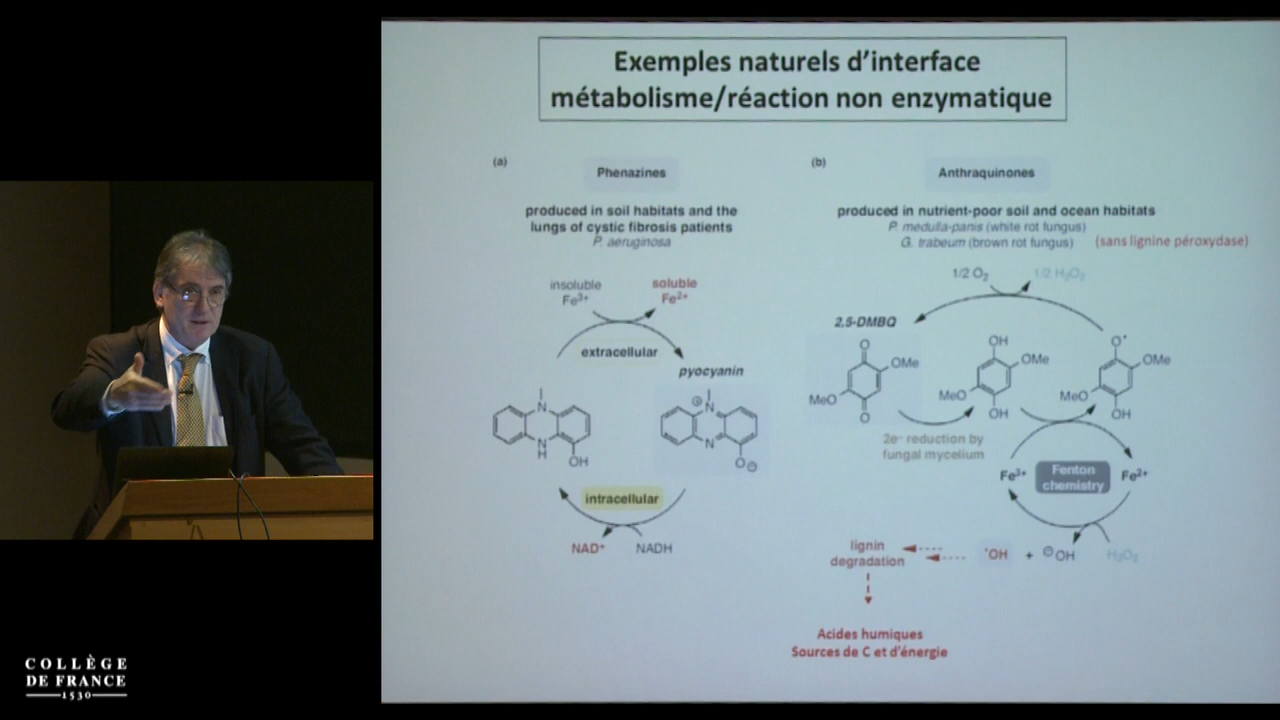 Exemples naturels d'interface
métabolisme/réaction non enzymatique
(a)
Phenazines
produced in soil habitats and the
lungs of cystic fibrosis patients
P. aeruginosa
insoluble
Fe³⁺
soluble
Fe²⁺
extracellular
pyocyanin
N
N
H
OH
⊕
N
N
O⊖
intracellular
NAD⁺
NADH
(b)
Anthraquinones
produced in nutrient-poor soil and ocean habitats
P. medulla-panis (white rot fungus)
G. trabeum (brown rot fungus)
(sans lignine péroxydase)
1/2 O₂
1/2 H₂O₂
2,5-DMBQ
O
OMe
MeO
O
OH
OMe
MeO
OH
O•
OMe
MeO
OH
2e⁻ reduction by
fungal mycelium
Fe³⁺
Fenton
chemistry
Fe²⁺
lignin
degradation
•OH
+
⊖OH
H₂O₂
Acides humiques
Sources de C et d'énergie
COLLÈGE
DE FRANCE
1530